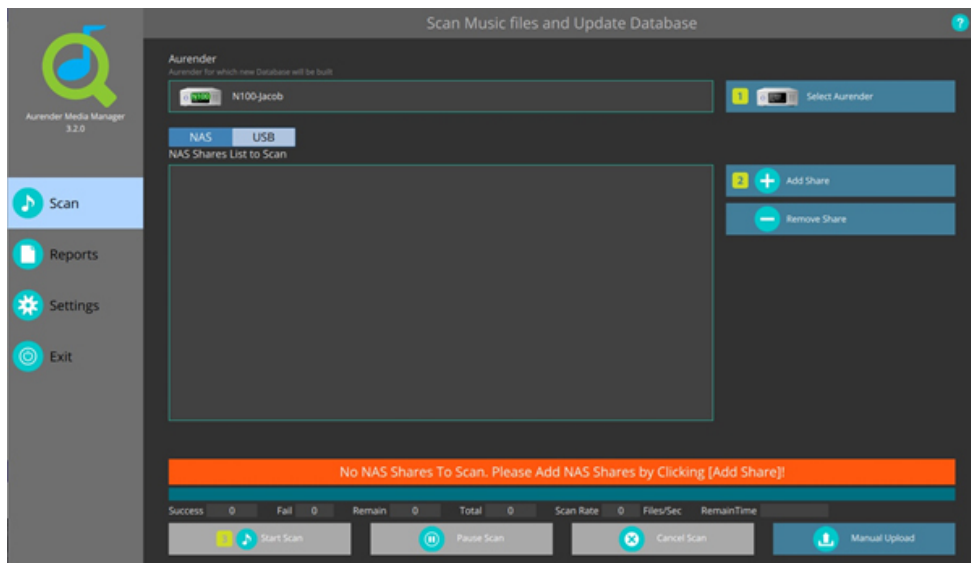 Scan Music files and Update Database
?
Aurender Media Manager
3.2.0
Scan
Reports
Settings
Exit
Aurender
Aurender for which new Database will be built
N100 N100-Jacob
1 Select Aurender
NAS USB
NAS Shares List to Scan
2 Add Share
Remove Share
No NAS Shares To Scan. Please Add NAS Shares by Clicking [Add Share]!
Success 0 Fail 0 Remain 0 Total 0 Scan Rate 0 Files/Sec RemainTime
3 Start Scan Pause Scan Cancel Scan Manual Upload